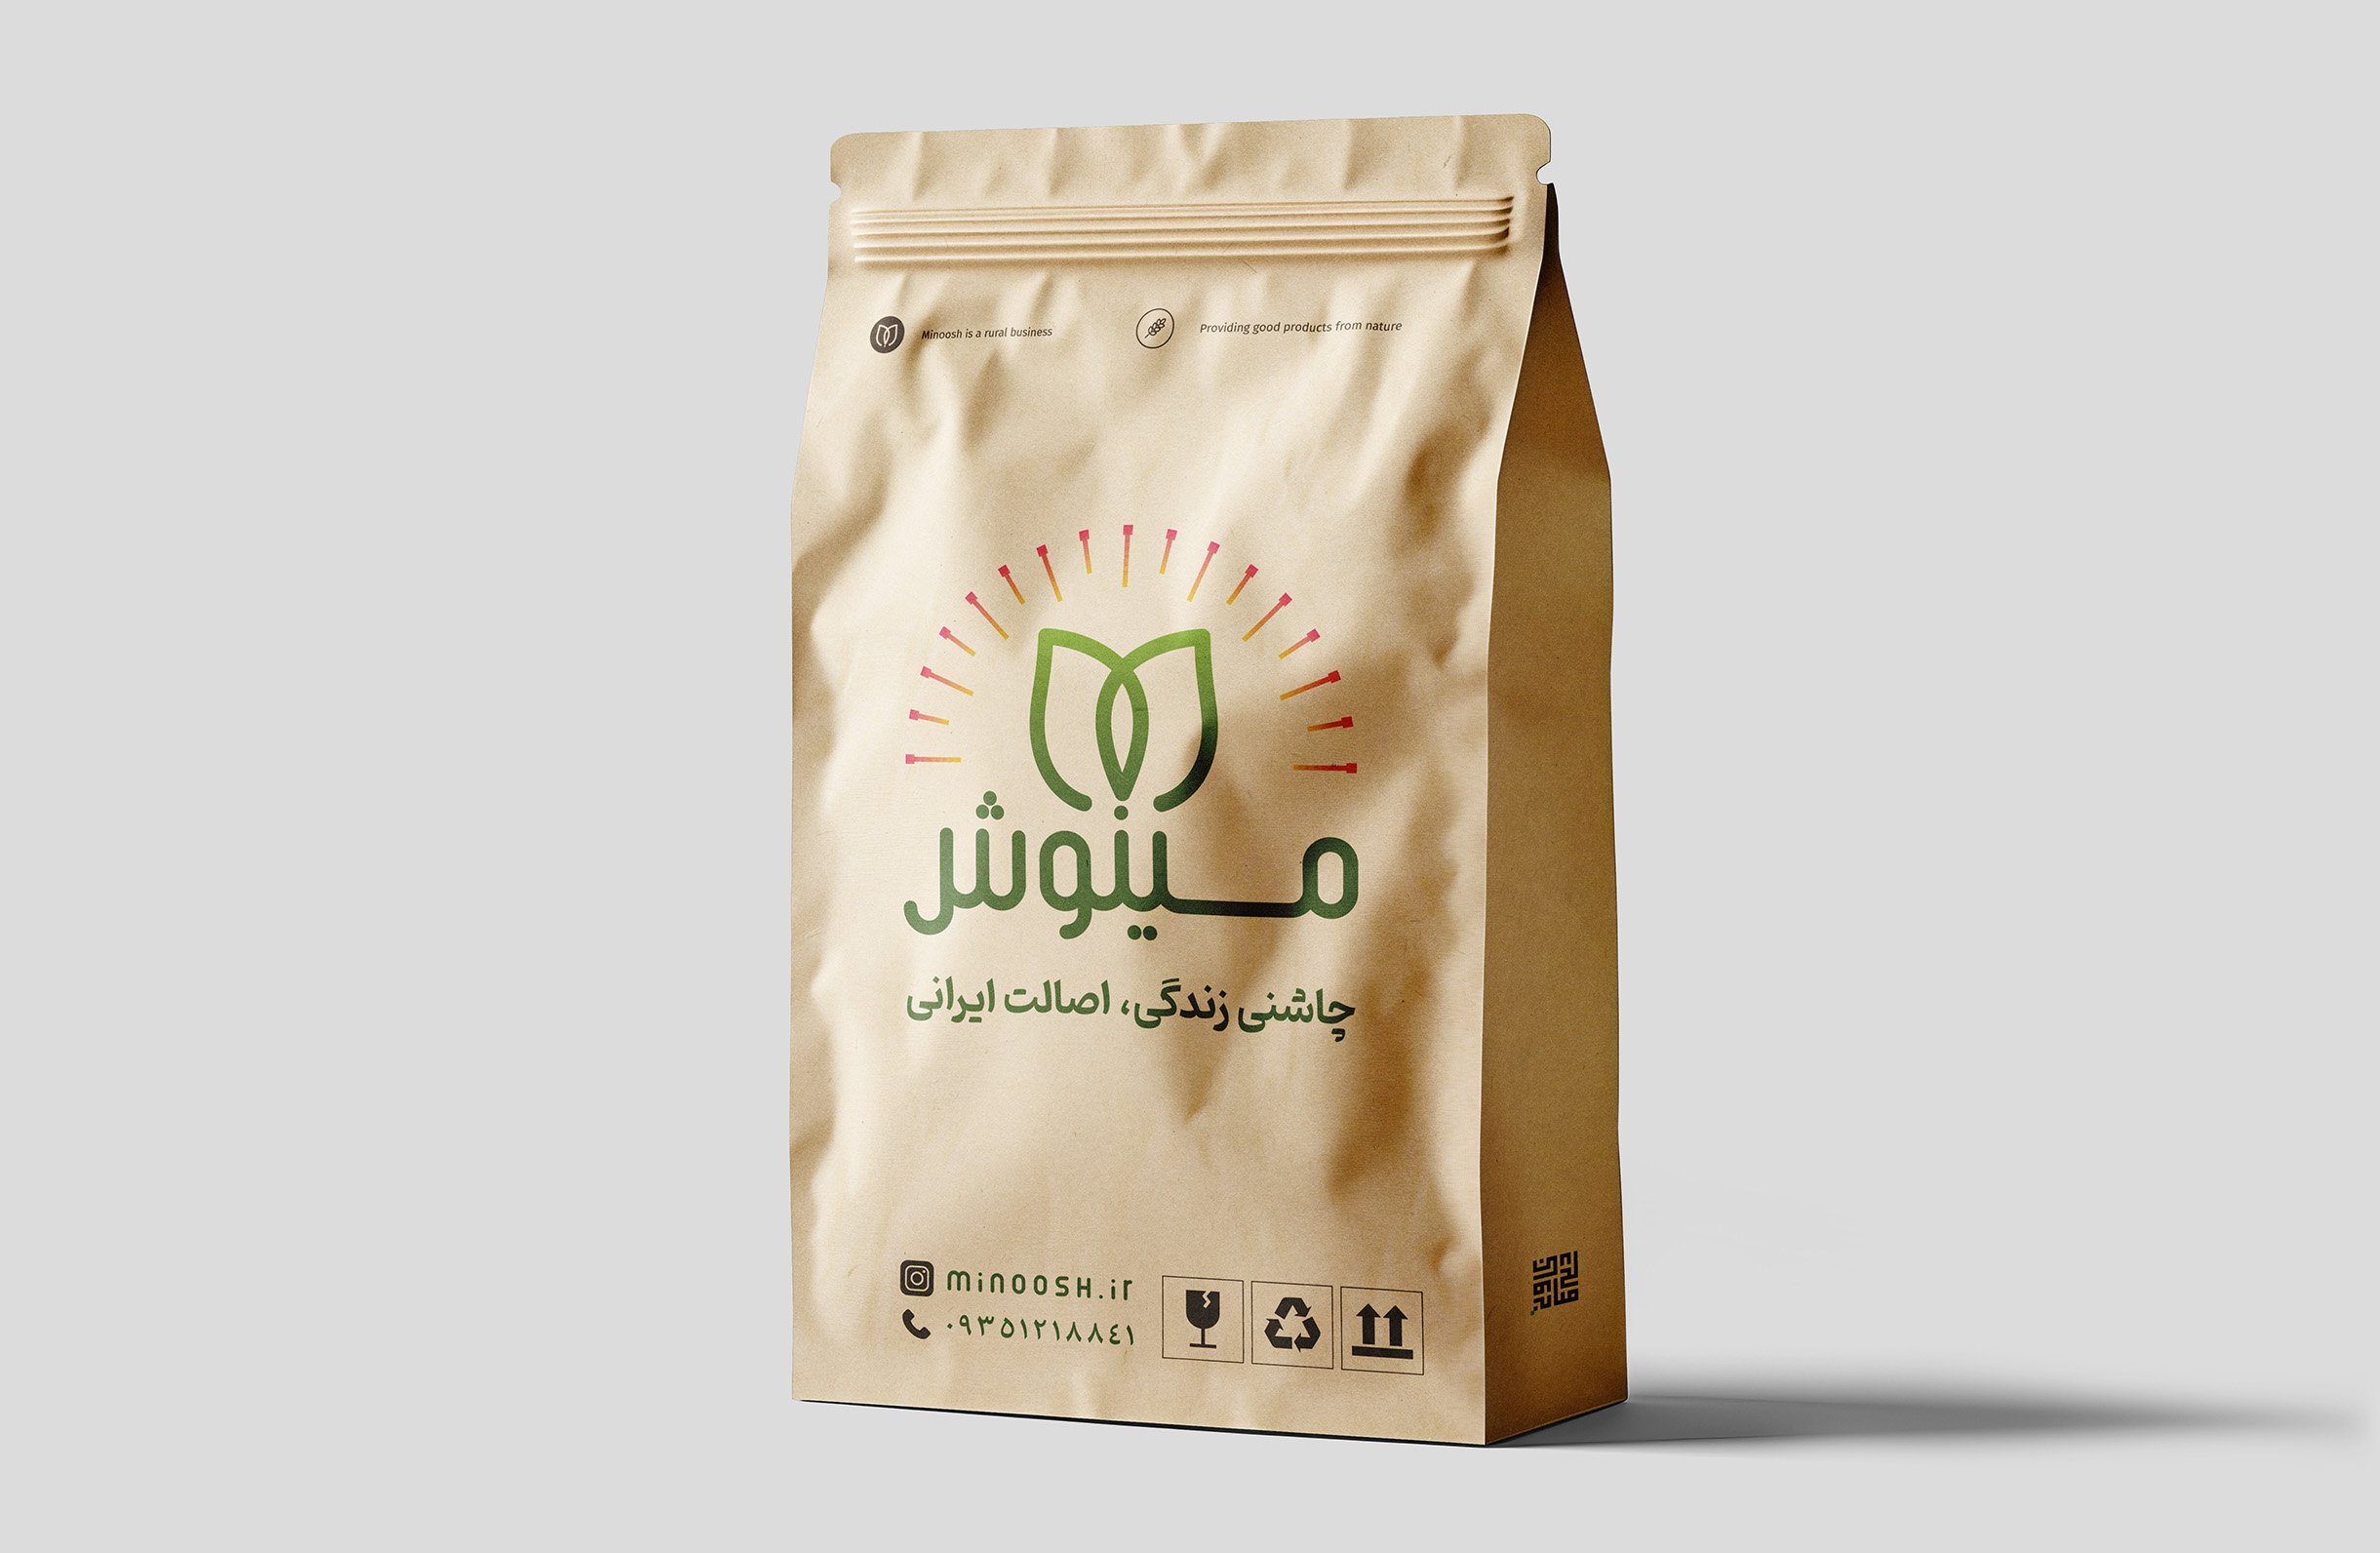 Minoosh is a rural business
Providing good products from nature
مینوش
چاشنی زندگی، اصالت ایرانی
minoosh.ir
۰۹۳۵۱۲۱۸۸۴۱